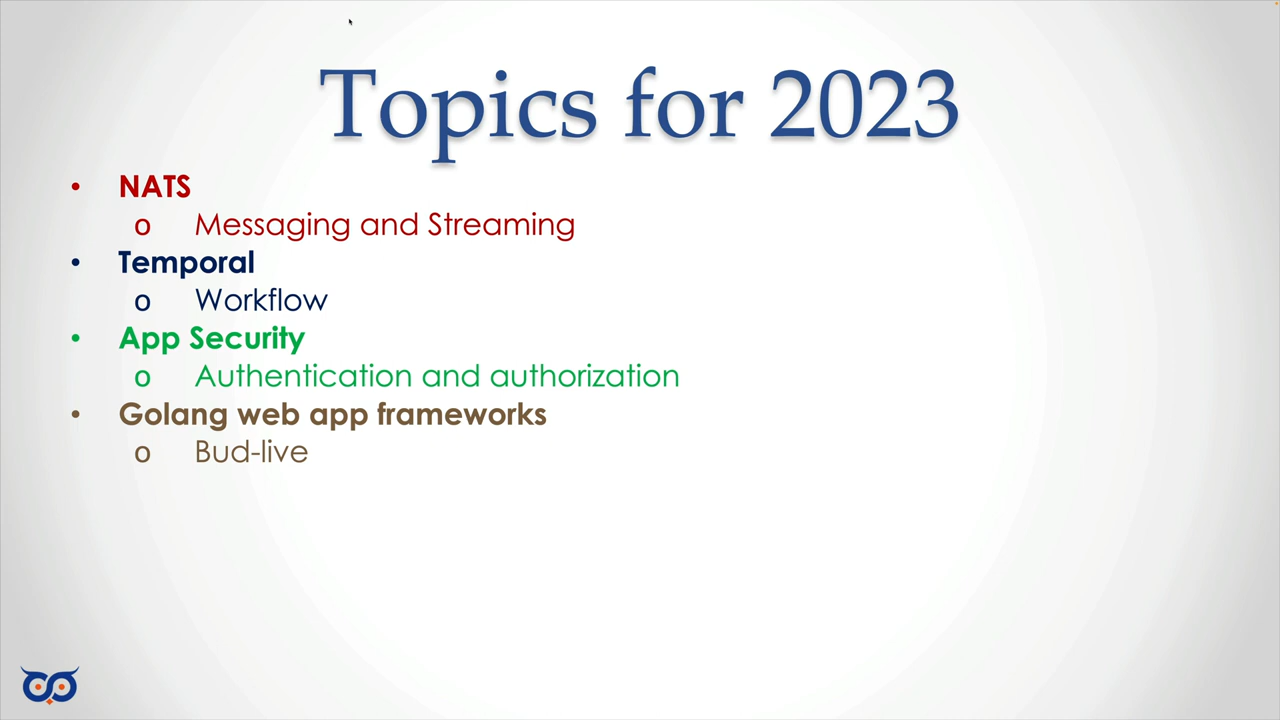 Topics for 2023
• NATS
o Messaging and Streaming
• Temporal
o Workflow
• App Security
o Authentication and authorization
• Golang web app frameworks
o Bud-live